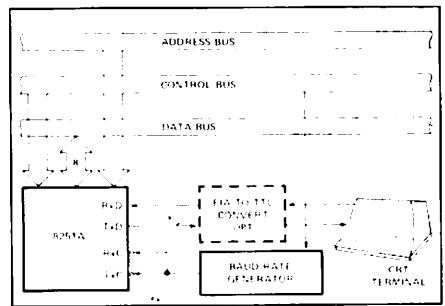 ADDRESS BUS
CONTROL BUS
DATA BUS
8
8251A
RxD
TxD
RxC
TxC
EIA TO TTL
CONVERT
OPT
BAUD RATE
GENERATOR
CRT
TERMINAL